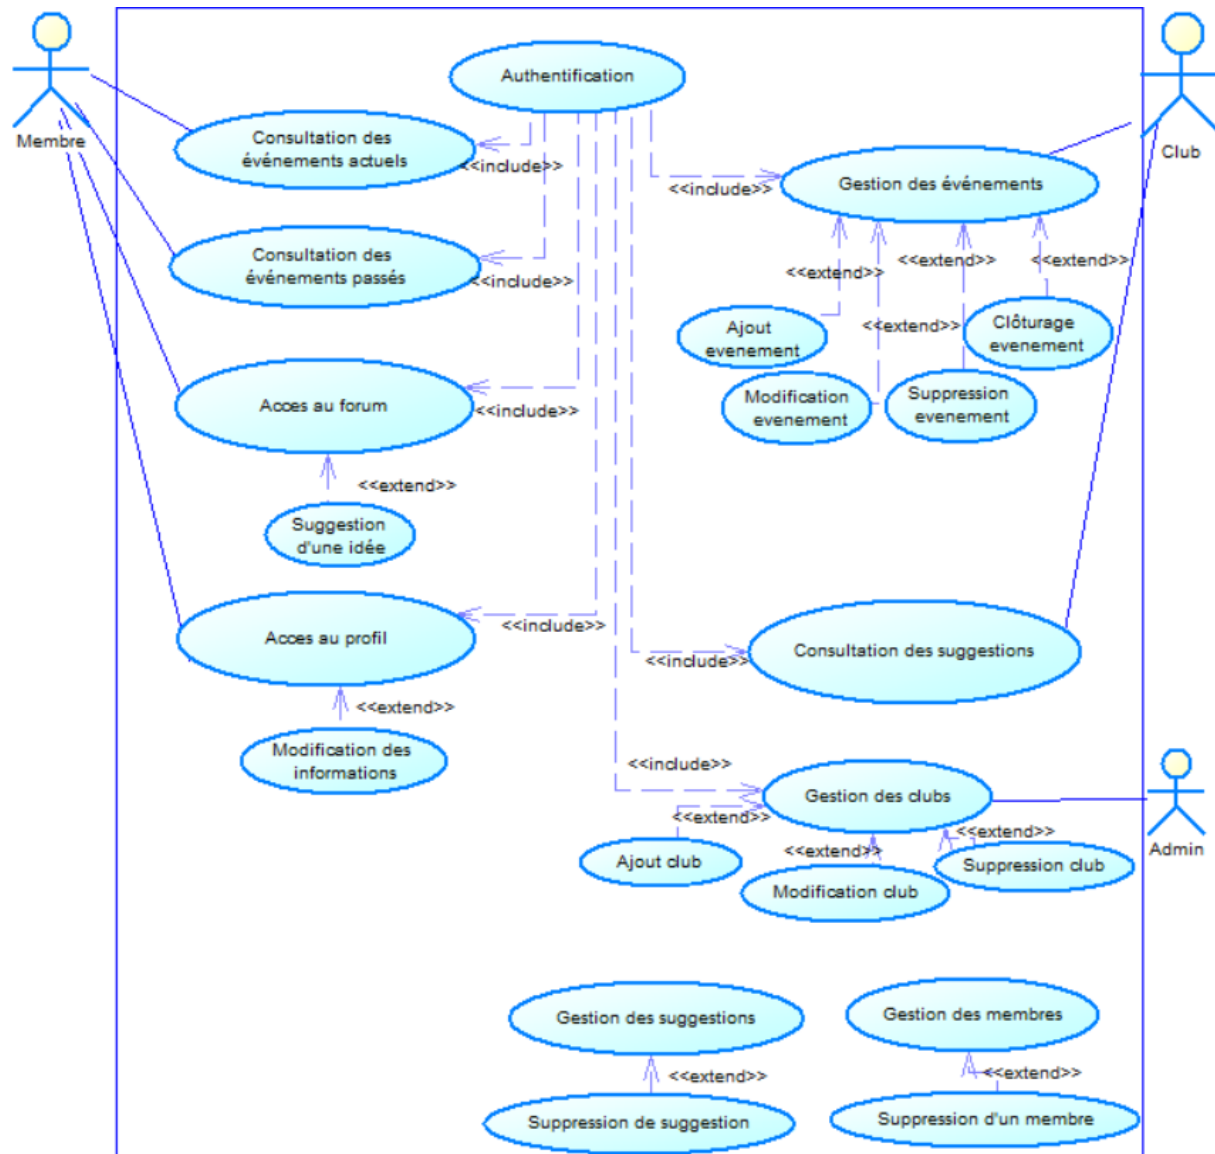 Authentification
Membre
Club
Consultation des
événements actuels
<<include>>
Gestion des événements
<<include>>
Consultation des
événements passés
<<include>>
<<extend>>
<<extend>>
<<extend>>
<<extend>>
Ajout
evenement
Clôturage
evenement
Modification
evenement
Suppression
evenement
Acces au forum
<<include>>
<<extend>>
Suggestion
d'une idée
Acces au profil
<<include>>
Consultation des suggestions
<<include>>
<<extend>>
Modification des
informations
<<include>>
Gestion des clubs
<<extend>>
<<extend>>
<<extend>>
Admin
Ajout club
Modification club
Suppression club
Gestion des suggestions
Gestion des membres
<<extend>>
<<extend>>
Suppression de suggestion
Suppression d'un membre